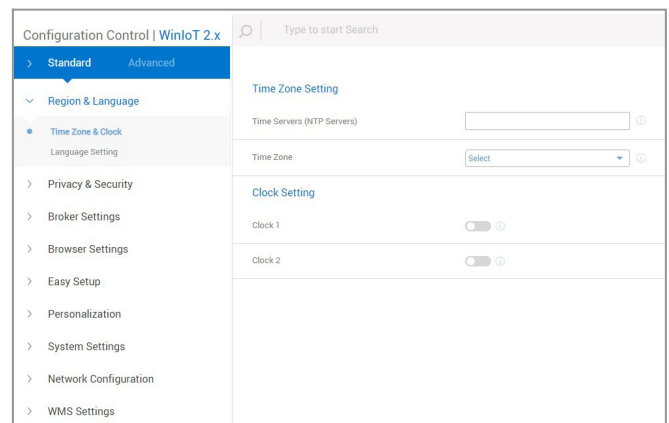 Configuration Control | WinIoT 2.x
Type to start Search
Standard Advanced
Region & Language
Time Zone & Clock
Language Setting
Privacy & Security
Broker Settings
Browser Settings
Easy Setup
Personalization
System Settings
Network Configuration
WMS Settings
Time Zone Setting
Time Servers (NTP Servers)
Time Zone Select
Clock Setting
Clock 1
Clock 2